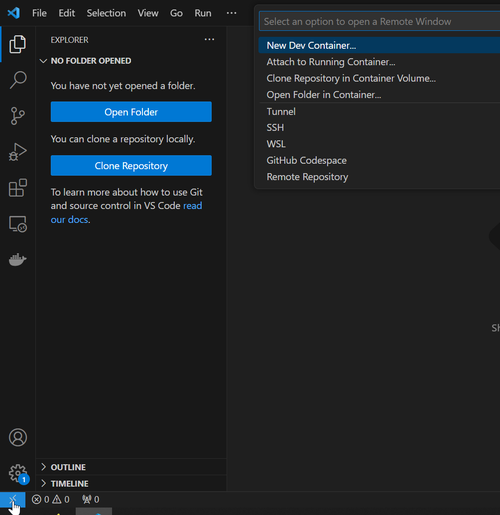 File Edit Selection View Go Run ···
Select an option to open a Remote Window
New Dev Container...
Attach to Running Container...
Clone Repository in Container Volume...
Open Folder in Container...
Tunnel
SSH
WSL
GitHub Codespace
Remote Repository
EXPLORER ···
NO FOLDER OPENED
You have not yet opened a folder.
Open Folder
You can clone a repository locally.
Clone Repository
To learn more about how to use Git
and source control in VS Code read
our docs.
OUTLINE
1
TIMELINE
0 0 0